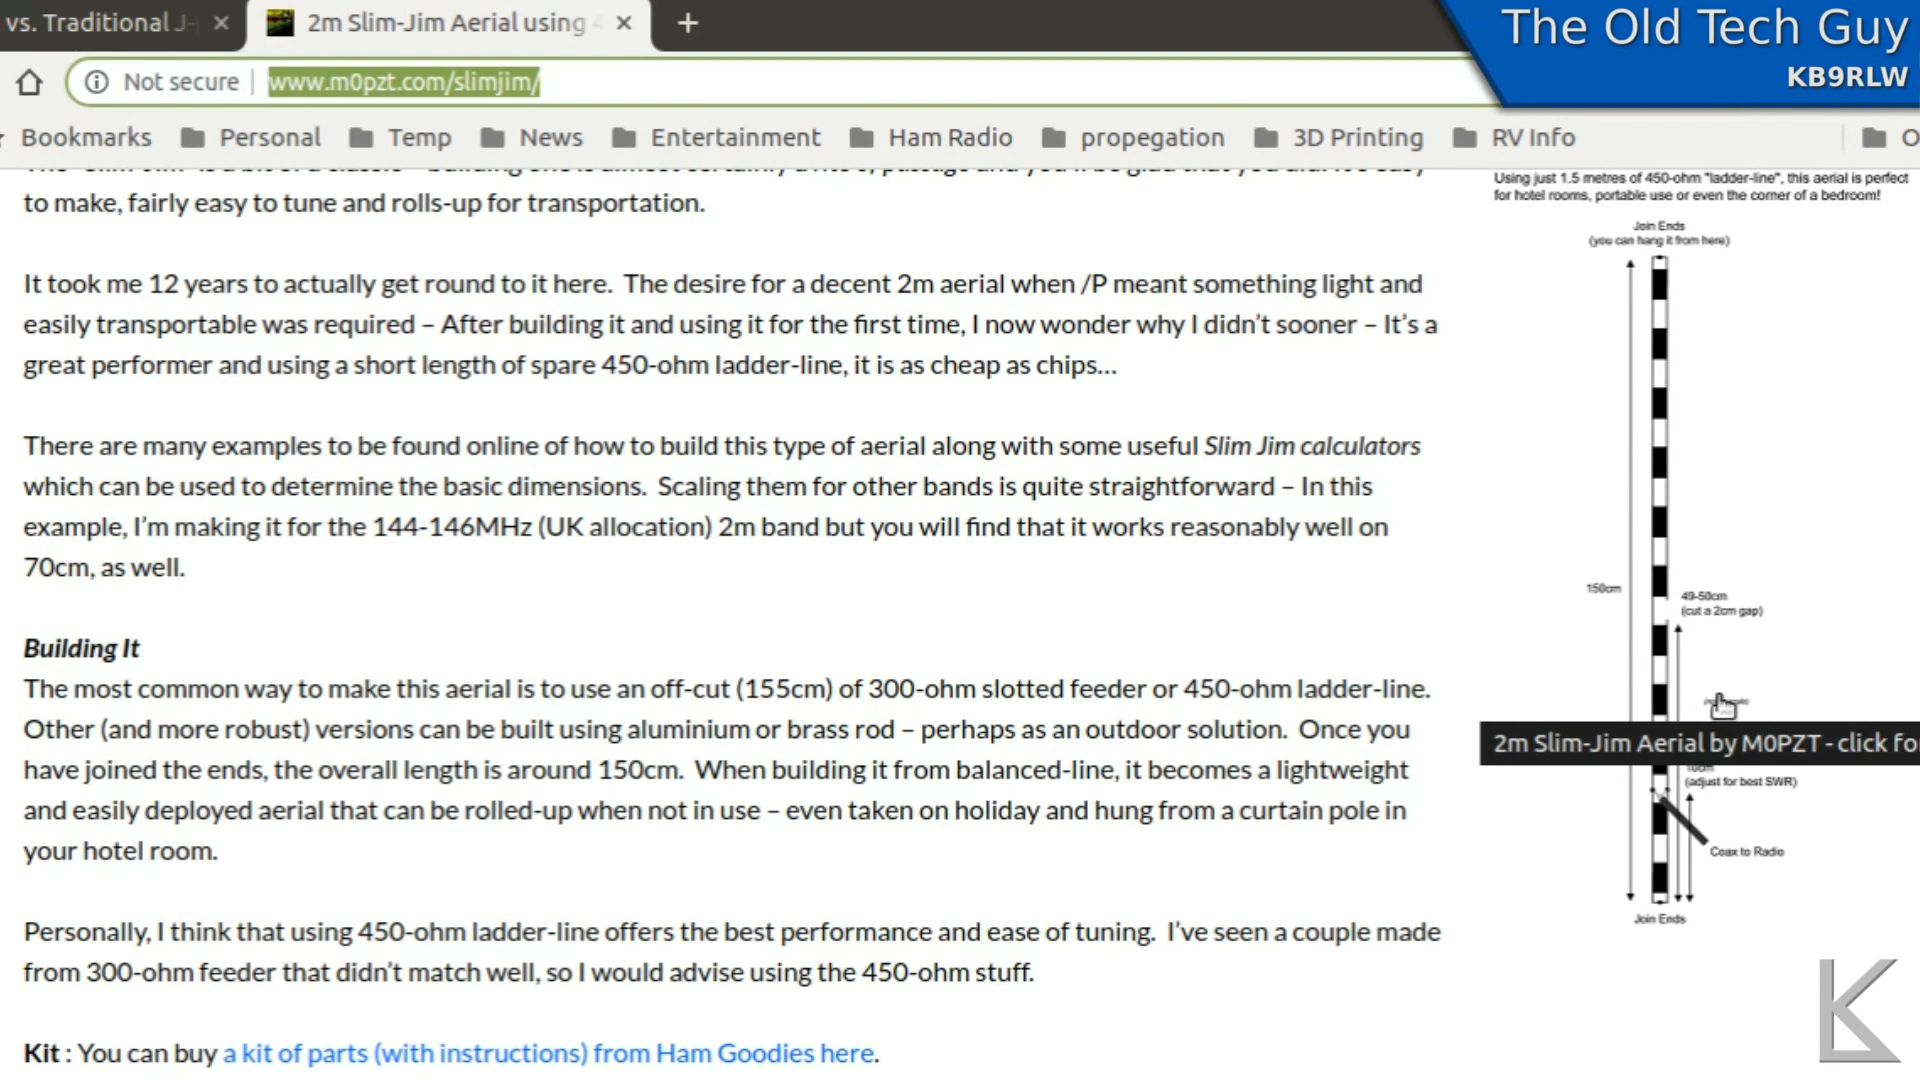 vs. Traditional J-
2m Slim-Jim Aerial using 4
The Old Tech Guy
KB9RLW
Not secure
www.m0pzt.com/slimjim/
Bookmarks Personal Temp News Entertainment Ham Radio propegation 3D Printing RV Info O
to make, fairly easy to tune and rolls-up for transportation.
It took me 12 years to actually get round to it here. The desire for a decent 2m aerial when /P meant something light and
easily transportable was required – After building it and using it for the first time, I now wonder why I didn't sooner – It's a
great performer and using a short length of spare 450-ohm ladder-line, it is as cheap as chips...
There are many examples to be found online of how to build this type of aerial along with some useful Slim Jim calculators
which can be used to determine the basic dimensions. Scaling them for other bands is quite straightforward – In this
example, I'm making it for the 144-146MHz (UK allocation) 2m band but you will find that it works reasonably well on
70cm, as well.
Building It
The most common way to make this aerial is to use an off-cut (155cm) of 300-ohm slotted feeder or 450-ohm ladder-line.
Other (and more robust) versions can be built using aluminium or brass rod – perhaps as an outdoor solution. Once you
have joined the ends, the overall length is around 150cm. When building it from balanced-line, it becomes a lightweight
and easily deployed aerial that can be rolled-up when not in use – even taken on holiday and hung from a curtain pole in
your hotel room.
Personally, I think that using 450-ohm ladder-line offers the best performance and ease of tuning. I've seen a couple made
from 300-ohm feeder that didn't match well, so I would advise using the 450-ohm stuff.
Kit : You can buy a kit of parts (with instructions) from Ham Goodies here.
Using just 1.5 metres of 450-ohm "ladder-line", this aerial is perfect
for hotel rooms, portable use or even the corner of a bedroom!
Join Ends
(you can hang it from here)
150cm
49-50cm
(cut a 2cm gap)
2m Slim-Jim Aerial by M0PZT - click fo
10cm
(adjust for best SWR)
Coax to Radio
Join Ends
K